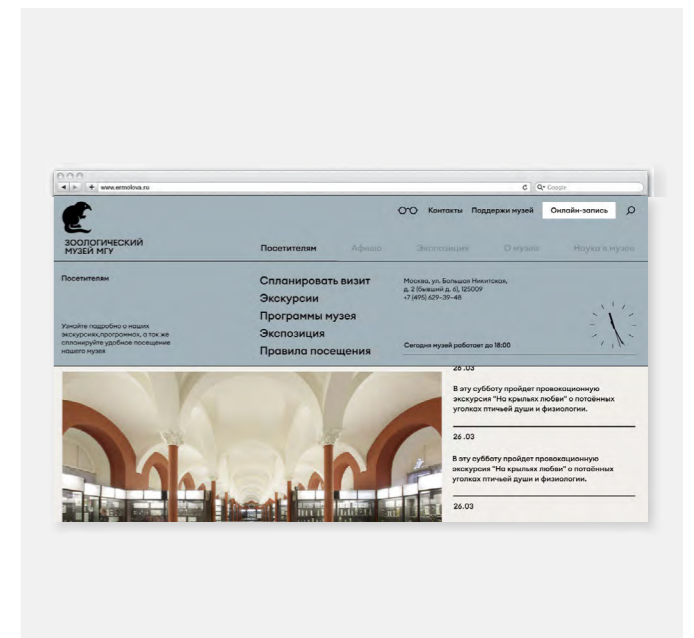 www.ermolova.ru
Google
Контакты
Поддержи музей
Онлайн-запись
ЗООЛОГИЧЕСКИЙ
МУЗЕЙ МГУ
Посетителям
Афиша
Экспозиция
О музее
Наука в музее
Посетителям
Узнайте подробно о наших
экскурсиях,программах, а так же
спланируйте удобное посещение
нашего музея
Спланировать визит
Экскурсии
Программы музея
Экспозиция
Правила посещения
Москва, ул. Большая Никитская,
д. 2 (бывший д. 6), 125009
+7 (495) 629-39-48
Сегодня музей работает до 18:00
26.03
В эту субботу пройдет провокационную
экскурсия "На крыльях любви" о потаённых
уголках птичьей души и физиологии.
26.03
В эту субботу пройдет провокационную
экскурсия "На крыльях любви" о потаённых
уголках птичьей души и физиологии.
26.03